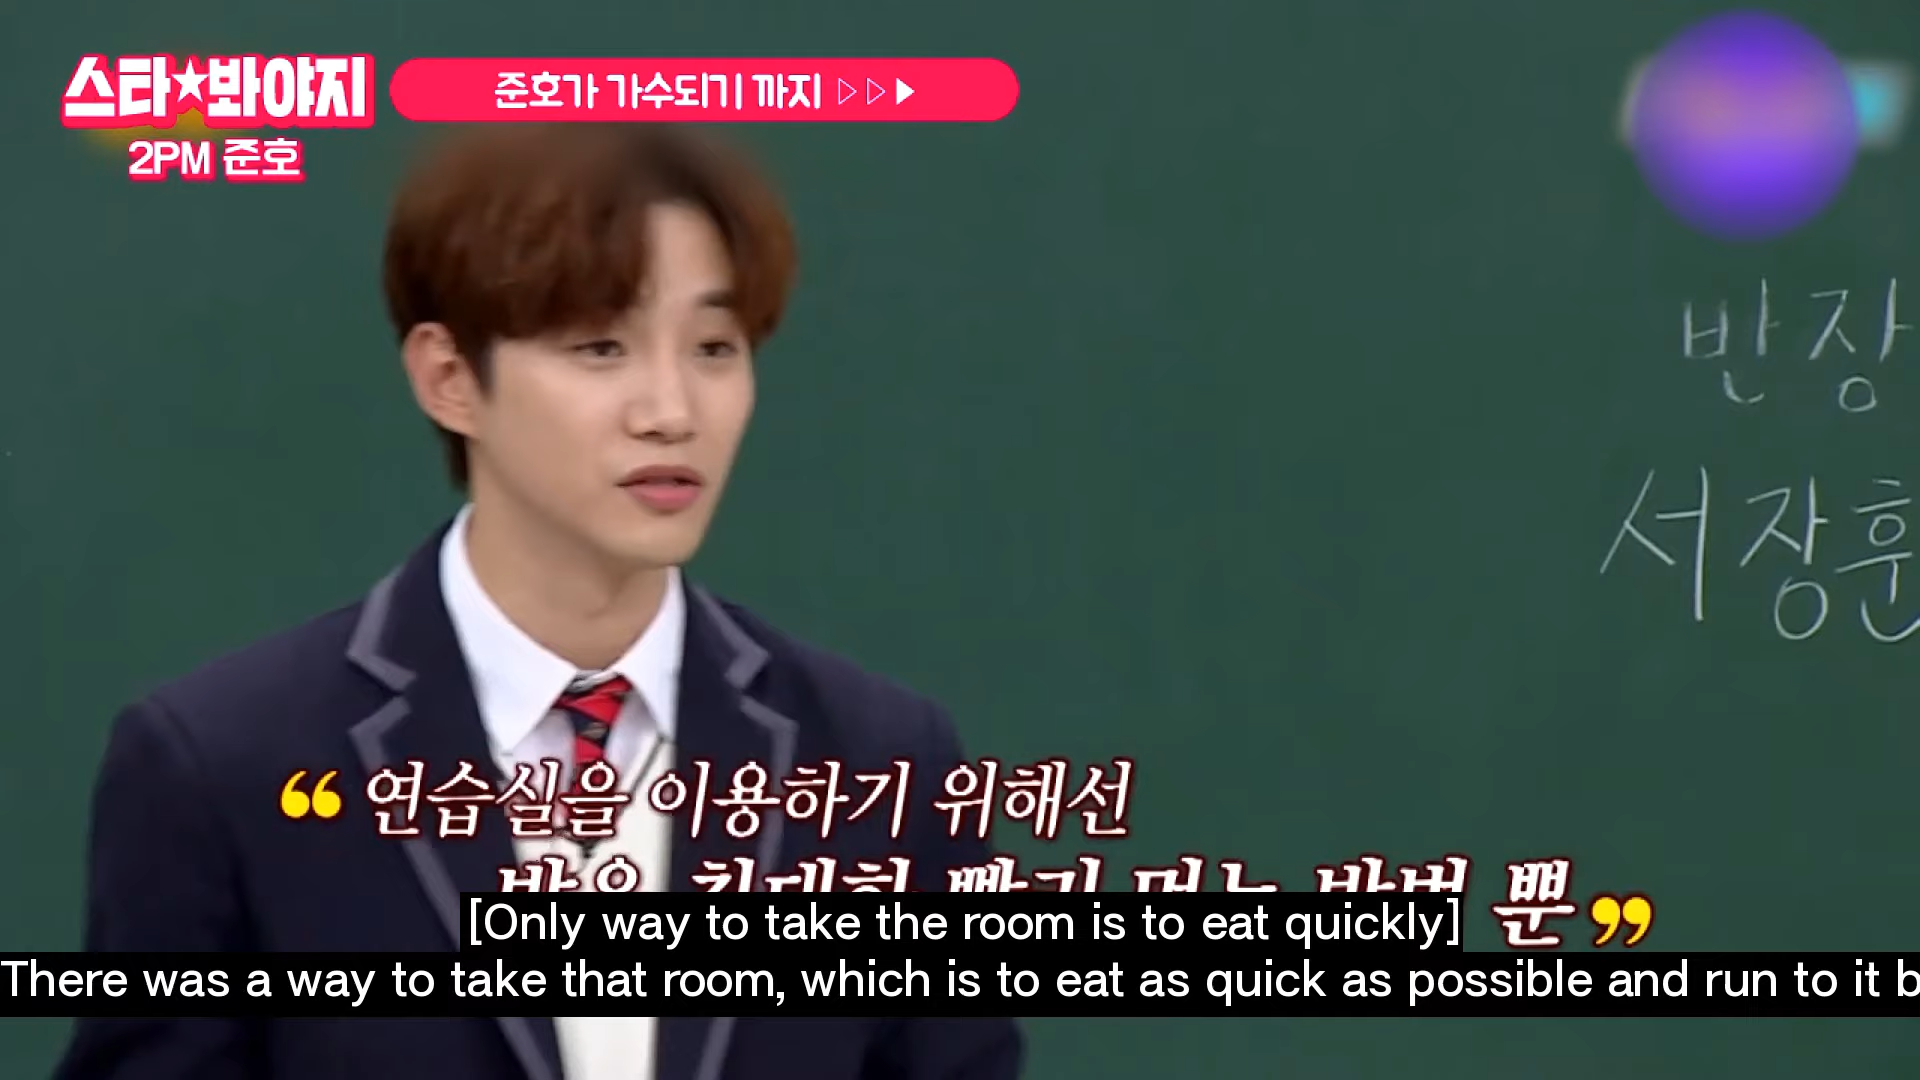 스타★봐야지
준호가 가수되기 까지 ▷▷▶
2PM 준호
반장
서장훈
“ 연습실을 이용하기 위해선
뿐 ”
[Only way to take the room is to eat quickly]
There was a way to take that room, which is to eat as quick as possible and run to it b